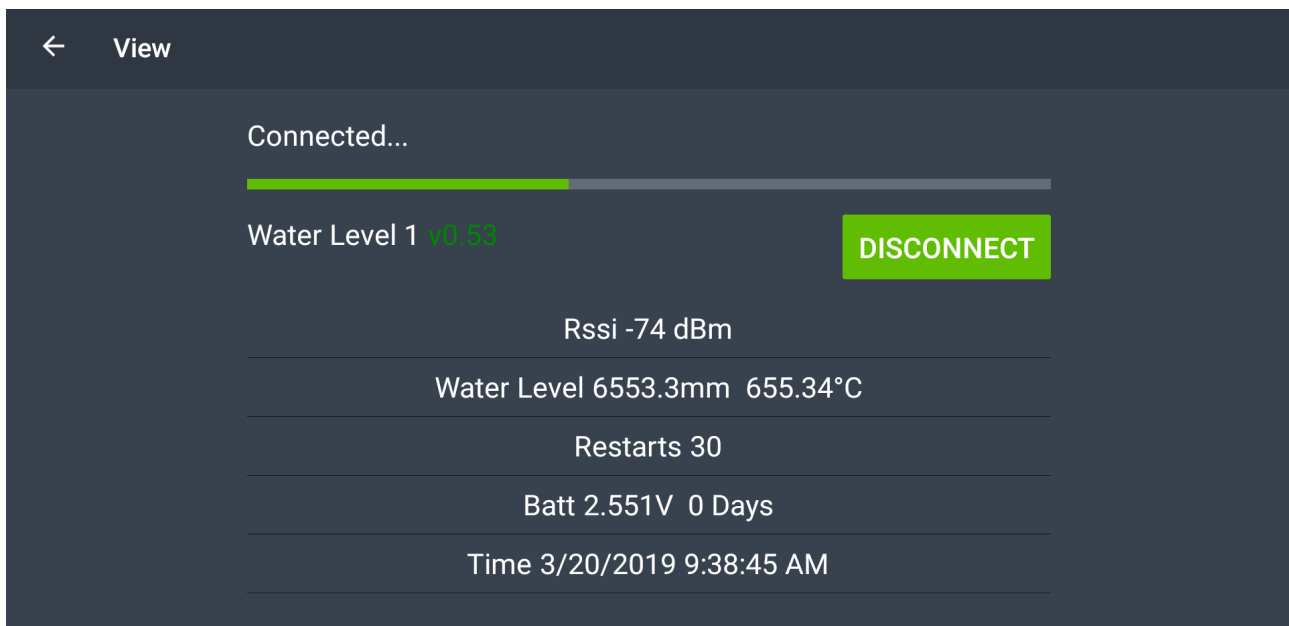 View
Connected...
Water Level 1 v0.53
DISCONNECT
Rssi -74 dBm
Water Level 6553.3mm  655.34°C
Restarts 30
Batt 2.551V  0 Days
Time 3/20/2019 9:38:45 AM